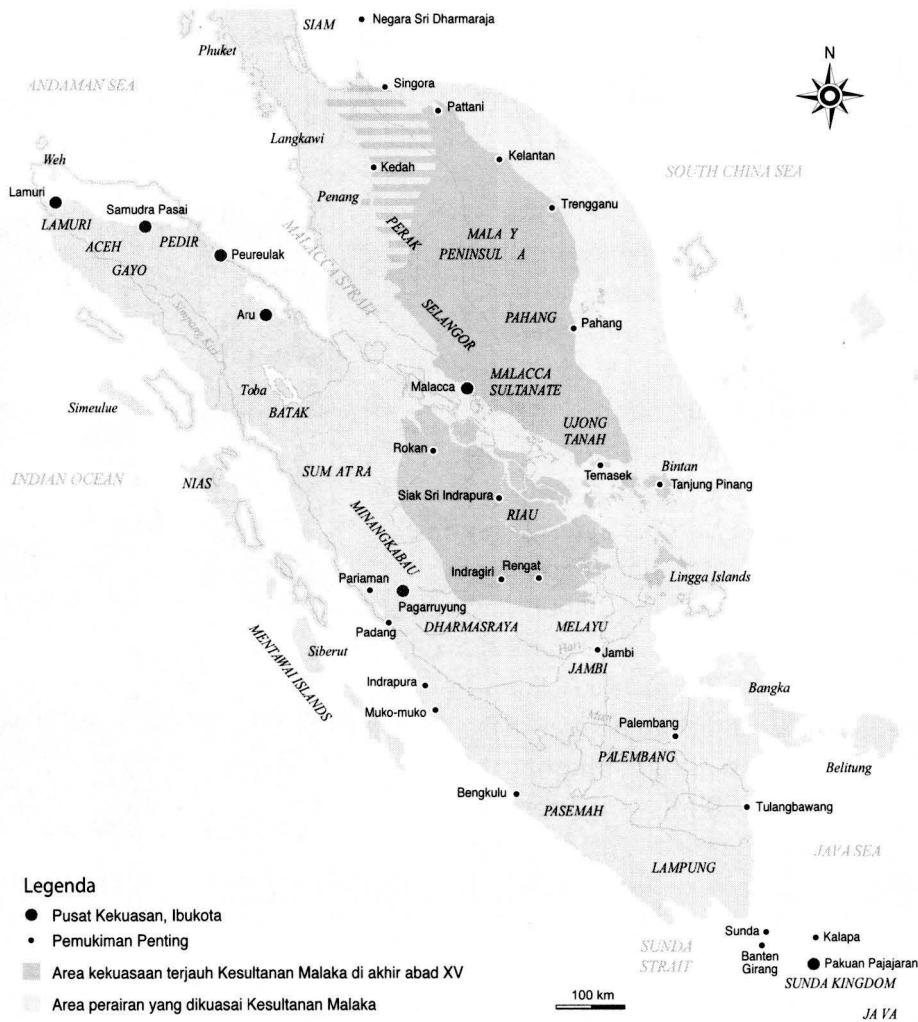 SIAM
Negara Sri Dharmaraja
Phuket
N
ANDAMAN SEA
Singora
Pattani
Langkawi
Kelantan
Weh
Kedah
SOUTH CHINA SEA
Lamuri
Penang
Samudra Pasai
Trengganu
LAMURI
PERAK
ACEH
PEDIR
MALA Y
PENINSUL A
GAYO
Peureulak
MALACCA STRAIT
Simpang Kiri
Aru
SELANGOR
PAHANG
Pahang
Malacca
MALACCA
SULTANATE
Toba
BATAK
Simeulue
UJONG
TANAH
Rokan
Temasek
Bintan
Tanjung Pinang
INDIAN OCEAN
NIAS
SUM AT RA
Siak Sri Indrapura
RIAU
MINANGKABAU
Indragiri
Rengat
Lingga Islands
Pariaman
Pagarruyung
Padang
DHARMASRAYA
MELAYU
Hari
Jambi
JAMBI
Siberut
MENTAWAI ISLANDS
Indrapura
Bangka
Muko-muko
Musi
Palembang
PALEMBANG
Belitung
Bengkulu
PASEMAH
Tulangbawang
JAVA SEA
LAMPUNG
Legenda
Pusat Kekuasan, Ibukota
Pemukiman Penting
Area kekuasaan terjauh Kesultanan Malaka di akhir abad XV
Area perairan yang dikuasai Kesultanan Malaka
100 km
SUNDA
STRAIT
Sunda
Kalapa
Banten
Girang
Pakuan Pajajaran
SUNDA KINGDOM
JA VA